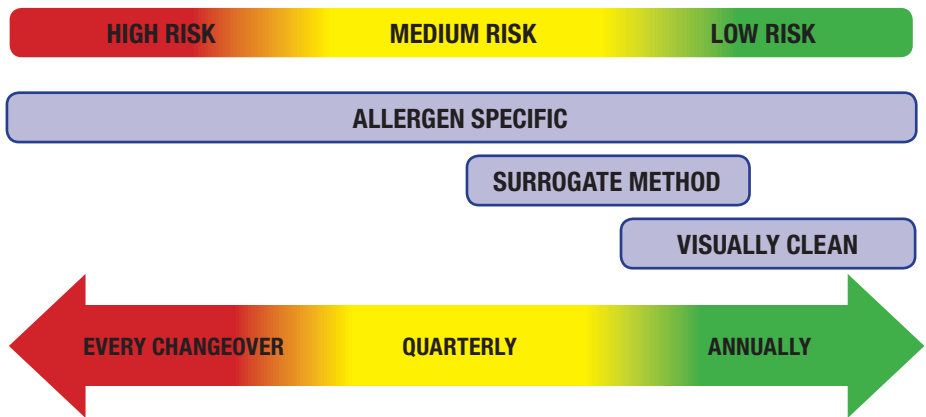 HIGH RISK MEDIUM RISK LOW RISK
ALLERGEN SPECIFIC
SURROGATE METHOD
VISUALLY CLEAN
EVERY CHANGEOVER QUARTERLY ANNUALLY